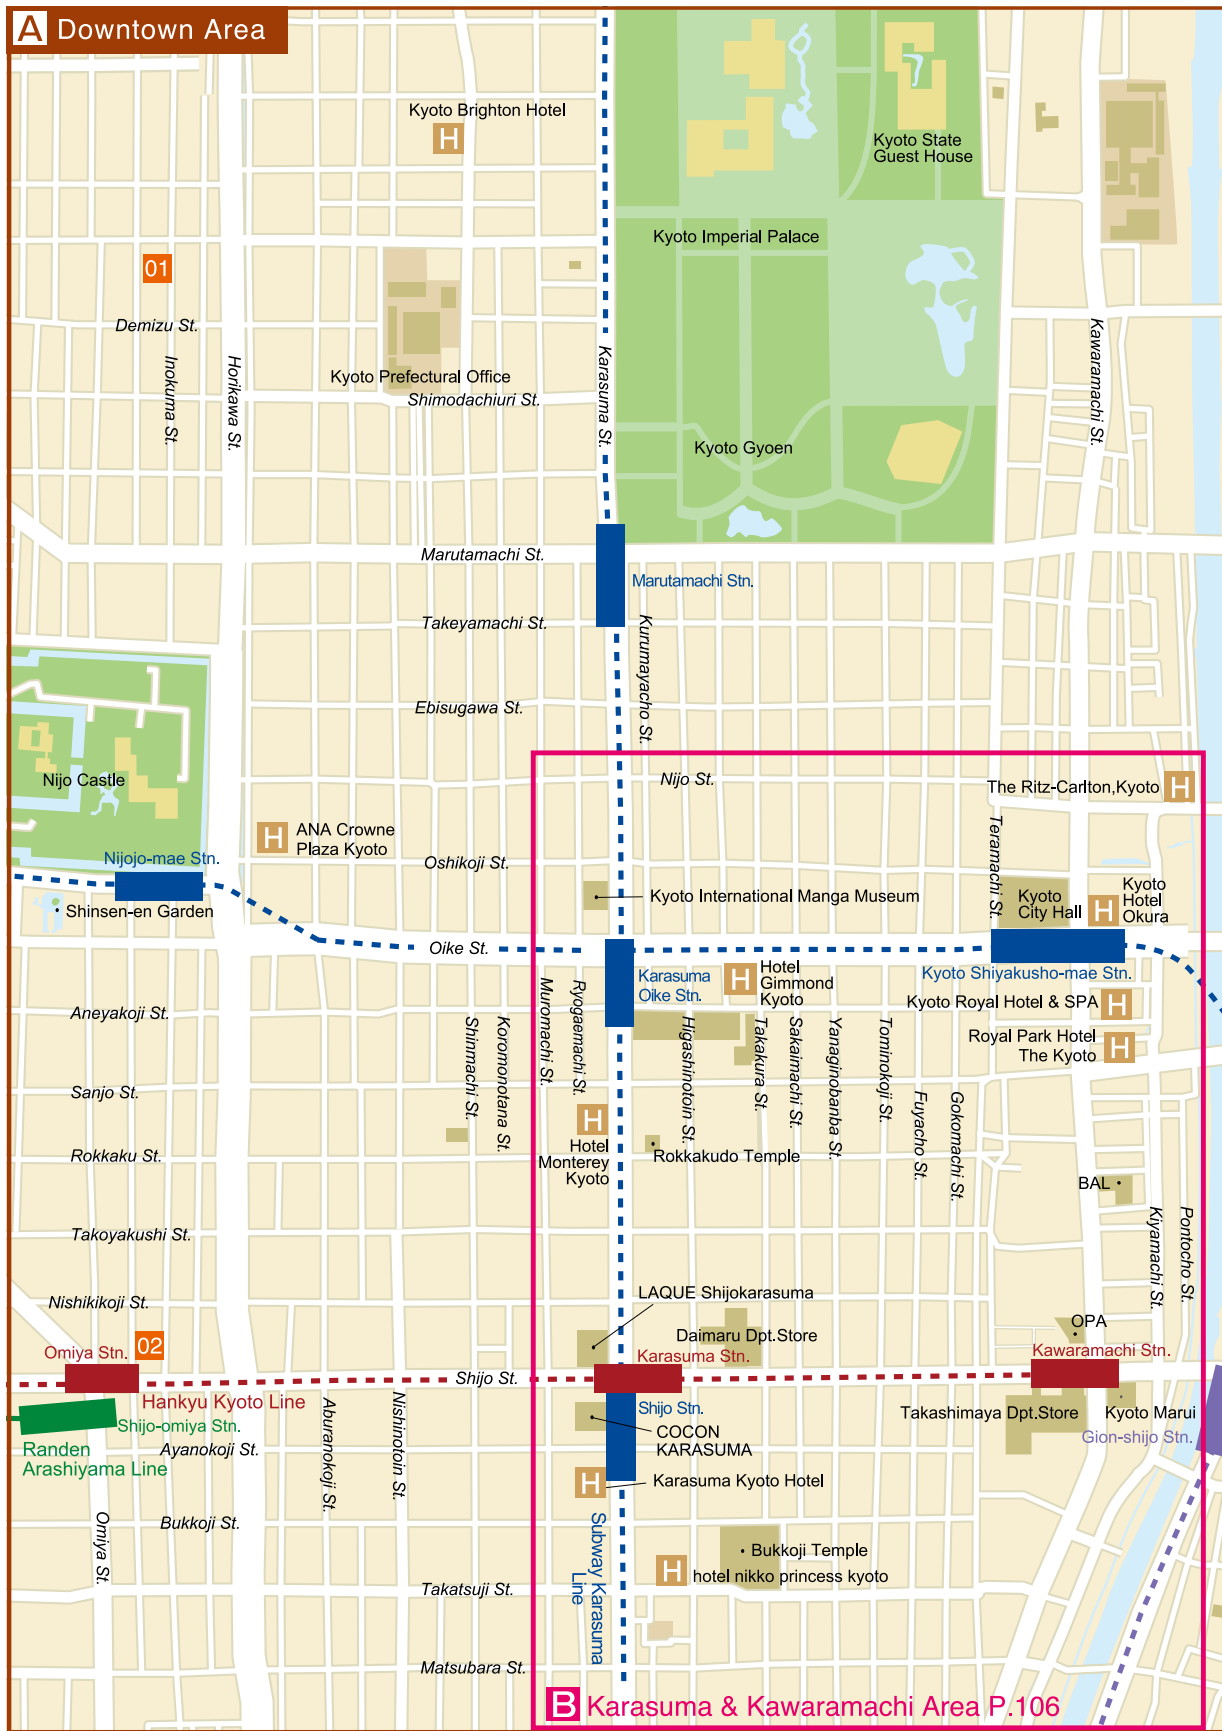 A Downtown Area
Kyoto Brighton Hotel
H
Kyoto State
Guest House
Kyoto Imperial Palace
01
Demizu St.
Inokuma St.
Horikawa St.
Kyoto Prefectural Office
Shimodachiuri St.
Karasuma St.
Kawaramachi St.
Kyoto Gyoen
Marutamachi St.
Marutamachi Stn.
Takeyamachi St.
Kurumayacho St.
Ebisugawa St.
Nijo Castle
Nijo St.
The Ritz-Carlton,Kyoto
H
H
ANA Crowne
Plaza Kyoto
Teramachi St.
Nijojo-mae Stn.
Oshikoji St.
Kyoto International Manga Museum
Kyoto
City Hall
H
Kyoto
Hotel
Okura
Shinsen-en Garden
Oike St.
Karasuma
Oike Stn.
H
Hotel
Gimmond
Kyoto
Kyoto Shiyakusho-mae Stn.
Kyoto Royal Hotel & SPA
H
Royal Park Hotel
The Kyoto
H
Aneyakoji St.
Shinmachi St.
Koromonotana St.
Muromachi St.
Ryogaemachi St.
Higashinotoin St.
Takakura St.
Sakaimachi St.
Yanaginobanba St.
Tominokoji St.
Fuyacho St.
Gokomachi St.
Sanjo St.
H
Hotel
Monterey
Kyoto
Rokkaku St.
Rokkakudo Temple
BAL
Kiyamachi St.
Pontocho St.
Takoyakushi St.
Nishikikoji St.
LAQUE Shijokarasuma
Daimaru Dpt.Store
OPA
02
Omiya Stn.
Karasuma Stn.
Kawaramachi Stn.
Shijo St.
Hankyu Kyoto Line
Shijo-omiya Stn.
Randen
Arashiyama Line
Ayanokoji St.
Aburanokoji St.
Nishinotoin St.
Shijo Stn.
COCON
KARASUMA
Takashimaya Dpt.Store
Kyoto Marui
Gion-shijo Stn.
H
Karasuma Kyoto Hotel
Omiya St.
Bukkoji St.
Subway Karasuma
Line
Bukkoji Temple
H
hotel nikko princess kyoto
Takatsuji St.
Matsubara St.
B Karasuma & Kawaramachi Area P.106